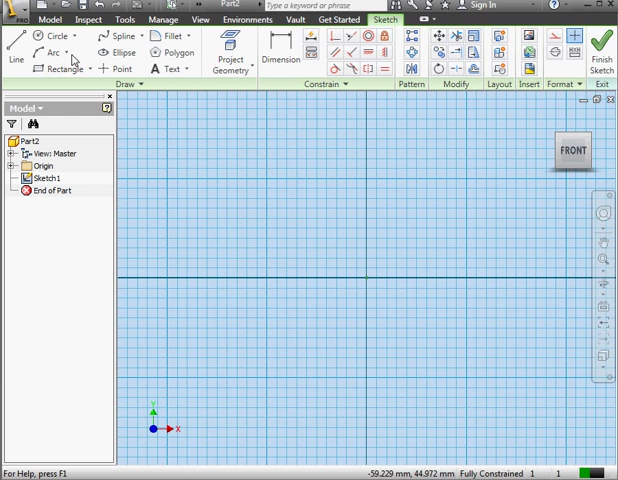 Part2
Type a keyword or phrase
Sign In
PRO
Model Inspect Tools Manage View Environments Vault Get Started Sketch
Circle Spline Fillet
Arc Ellipse Polygon
Line Project Geometry Dimension Finish Sketch
Rectangle Point Text
Draw Constrain Pattern Modify Layout Insert Format Exit
Model
Part2
View: Master
Origin
Sketch1
End of Part
FRONT
Y
X
For Help, press F1
-59.229 mm, 44.972 mm Fully Constrained 1 1